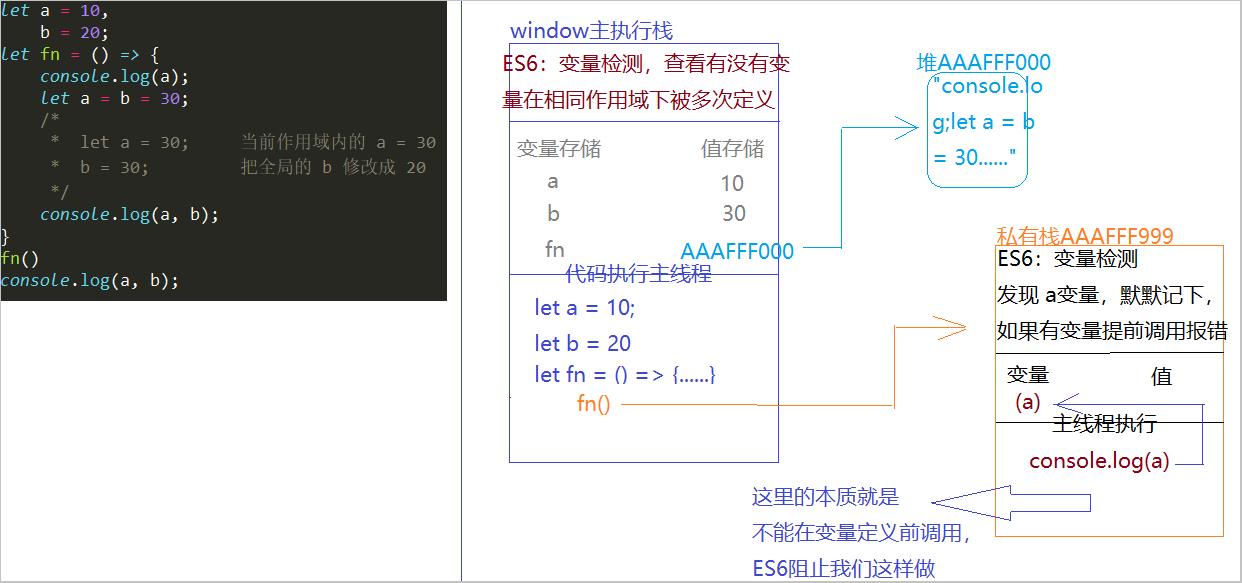 let a = 10,
    b = 20;
let fn = () => {
    console.log(a);
    let a = b = 30;
    /*
     *  let a = 30;     当前作用域内的 a = 30
     *  b = 30;         把全局的 b 修改成 20
     */
    console.log(a, b);
}
fn()
console.log(a, b);
window主执行栈
ES6：变量检测，查看有没有变
量在相同作用域下被多次定义
变量存储 值存储
a 10
b 30
fn AAAFFF000
代码执行主线程
let a = 10;
let b = 20
let fn = () => {......}
fn()
堆AAAFFF000
"console.lo
g;let a = b
= 30......"
私有栈AAAFFF999
ES6：变量检测
发现 a变量，默默记下，
如果有变量提前调用报错
变量 值
(a)
主线程执行
console.log(a)
这里的本质就是
不能在变量定义前调用，
ES6阻止我们这样做